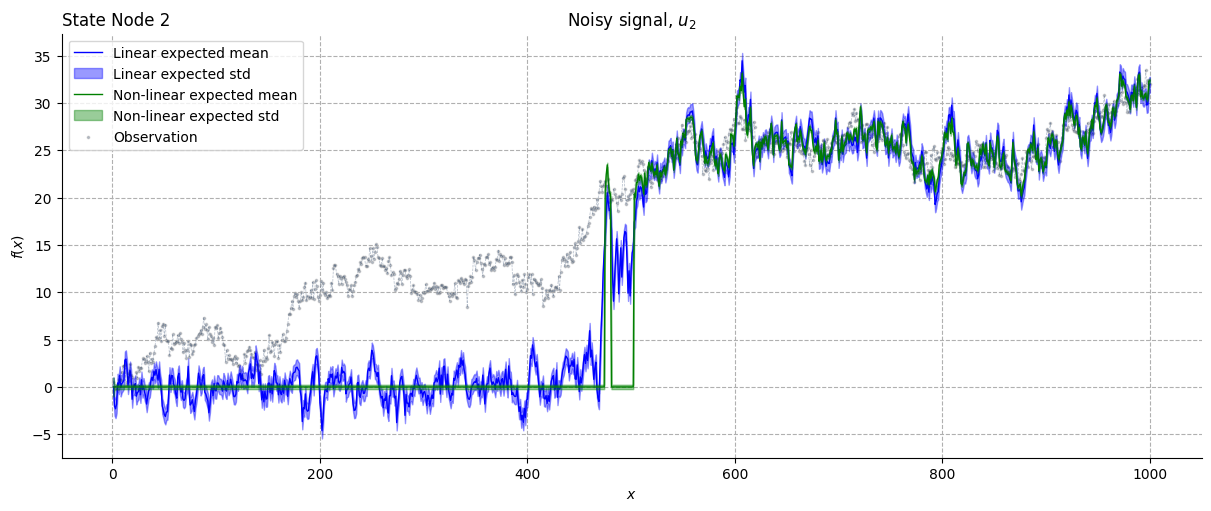 State Node 2
Noisy signal, u₂
Linear expected mean
Linear expected std
Non-linear expected mean
Non-linear expected std
Observation
f(x)
35
30
25
20
15
10
5
0
−5
0 200 400 600 800 1000
x